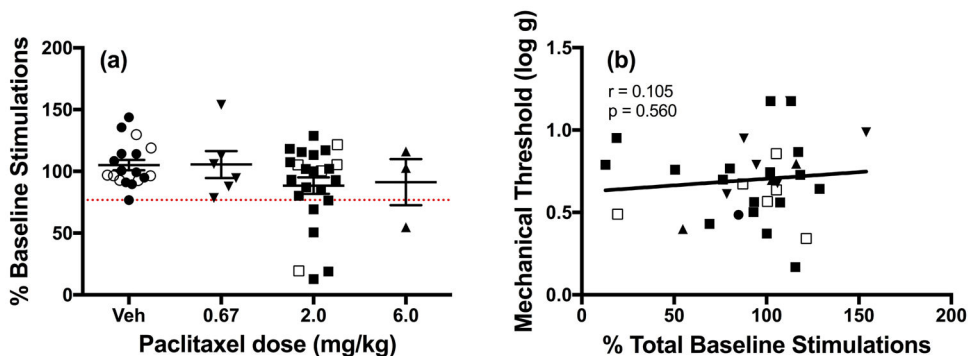 (a)
% Baseline Stimulations
200
150
100
50
0
Veh
0.67
2.0
6.0
Paclitaxel dose (mg/kg)
(b)
r = 0.105
p = 0.560
Mechanical Threshold (log g)
1.5
1.0
0.5
0.0
0
50
100
150
200
% Total Baseline Stimulations